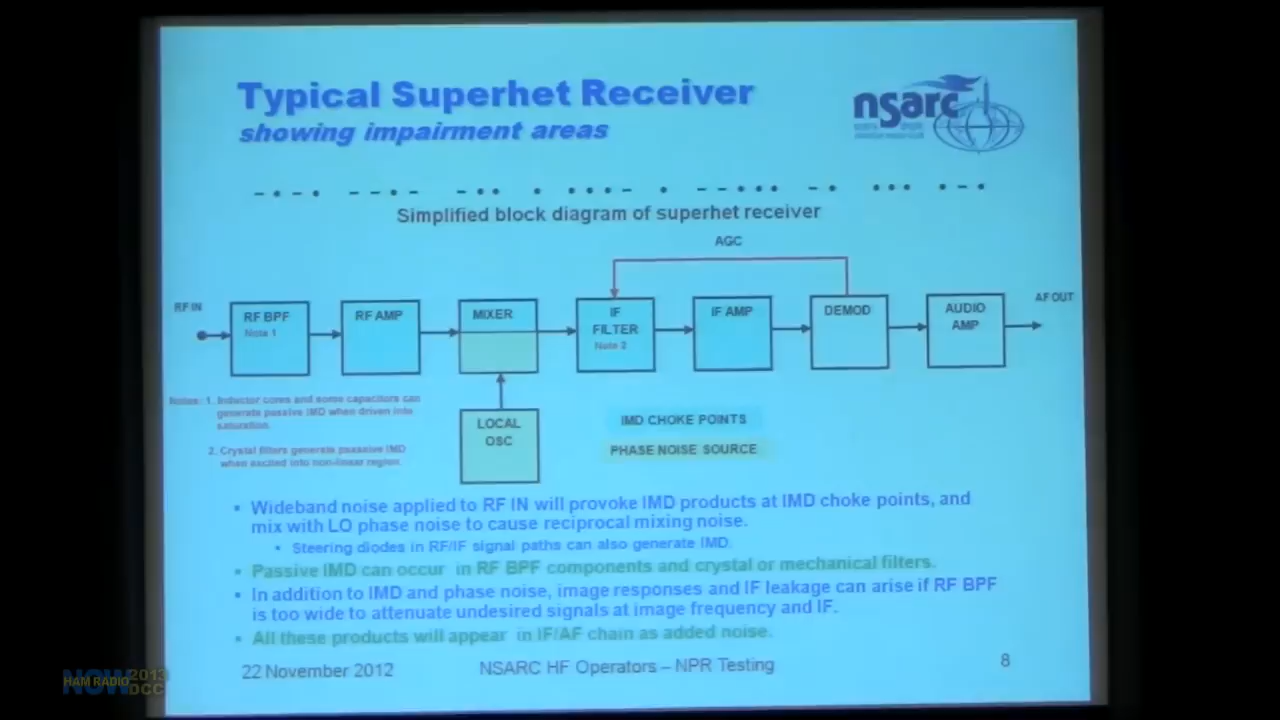 Typical Superhet Receiver
showing impairment areas
nsarc
Simplified block diagram of superhet receiver
AGC
RF IN
AF OUT
RF BPF
Note 1
RF AMP
MIXER
IF
FILTER
Note 2
IF AMP
DEMOD
AUDIO
AMP
Notes: 1. Inductor cores and some capacitors can
generate passive IMD when driven into
saturation.
2. Crystal filters generate passive IMD
when excited into non-linear region.
LOCAL
OSC
IMD CHOKE POINTS
PHASE NOISE SOURCE
• Wideband noise applied to RF IN will provoke IMD products at IMD choke points, and
mix with LO phase noise to cause reciprocal mixing noise.
• Steering diodes in RF/IF signal paths can also generate IMD.
• Passive IMD can occur in RF BPF components and crystal or mechanical filters.
• In addition to IMD and phase noise, image responses and IF leakage can arise if RF BPF
is too wide to attenuate undesired signals at image frequency and IF.
• All these products will appear in IF/AF chain as added noise.
22 November 2012
NSARC HF Operators – NPR Testing
8
HAM RADIO
NOW
2013
DCC